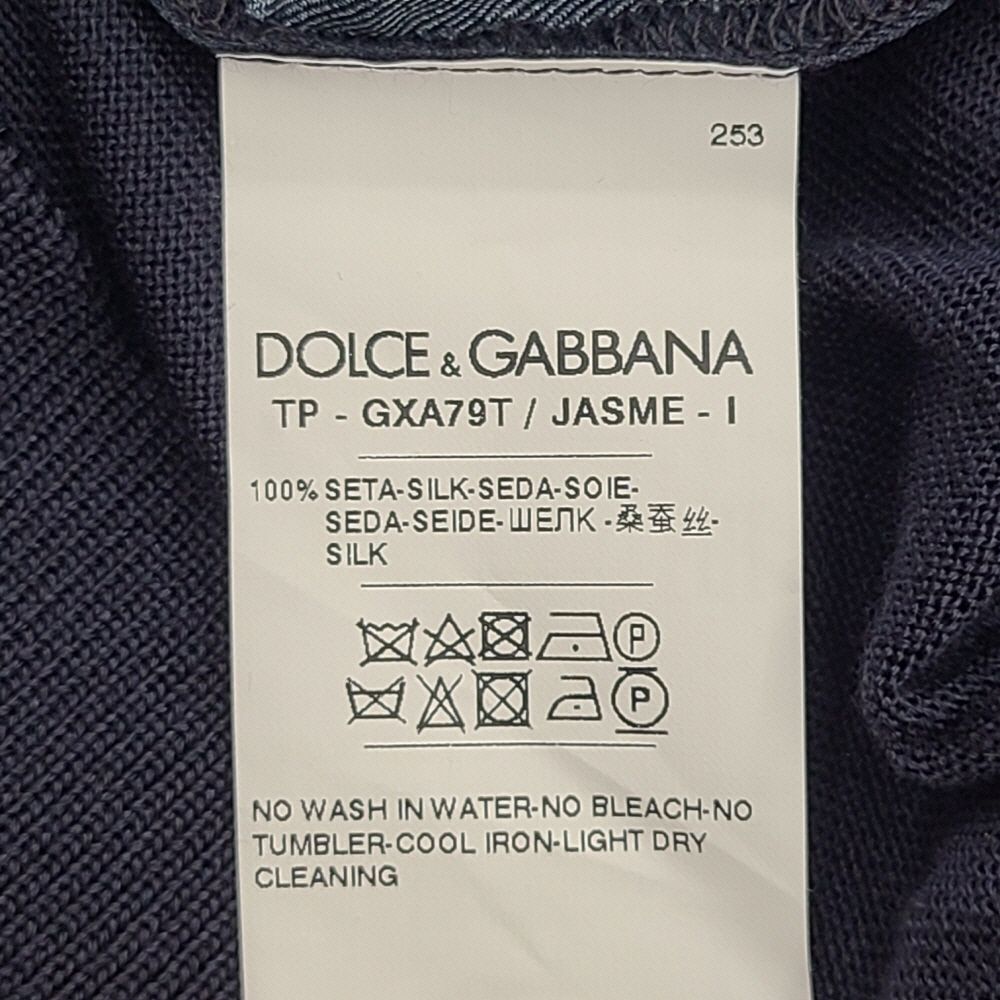 253
DOLCE & GABBANA
TP - GXA79T / JASME - I
100% SETA-SILK-SEDA-SOIE-
SEDA-SEIDE-ШЕЛК -桑蚕丝-
SILK
P
P
NO WASH IN WATER-NO BLEACH-NO
TUMBLER-COOL IRON-LIGHT DRY
CLEANING